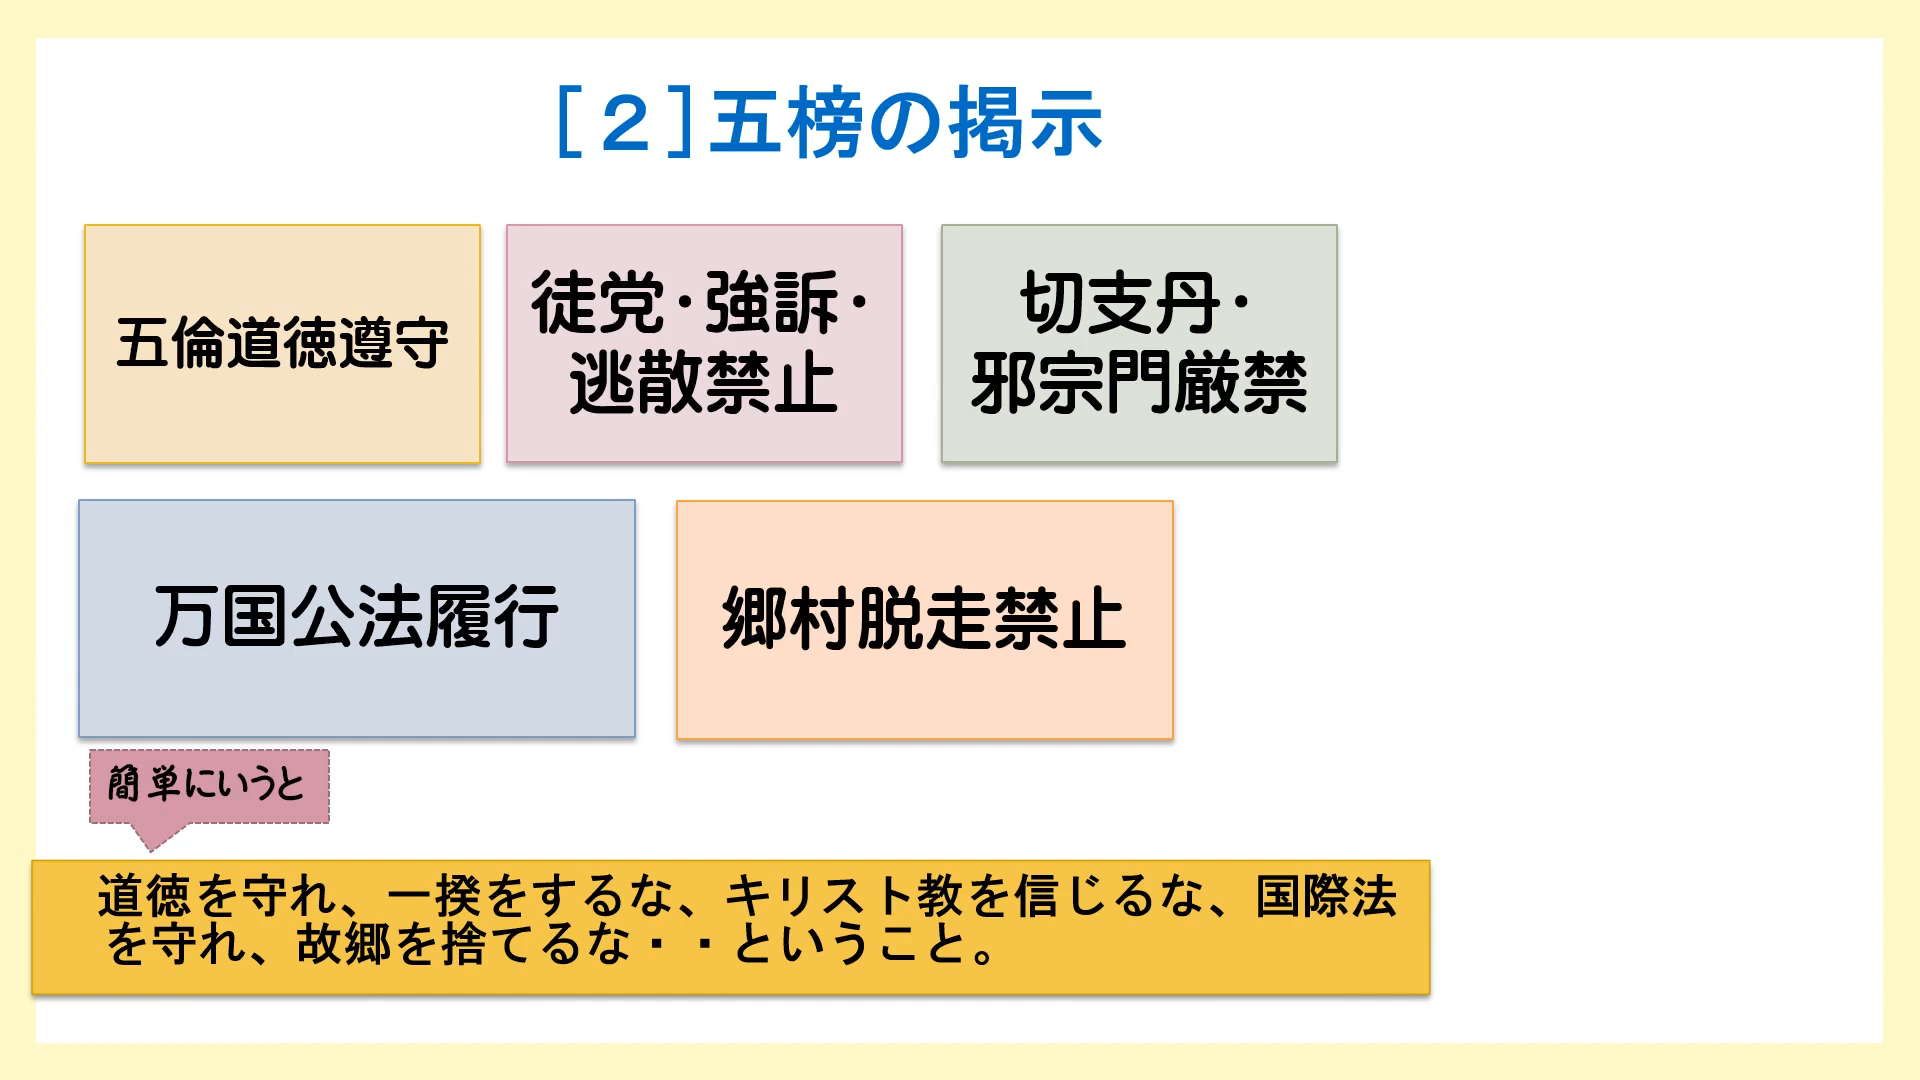 [２]五榜の掲示
五倫道徳遵守
徒党・強訴・
逃散禁止
切支丹・
邪宗門厳禁
万国公法履行
郷村脱走禁止
簡単にいうと
道徳を守れ、一揆をするな、キリスト教を信じるな、国際法
を守れ、故郷を捨てるな・・ということ。